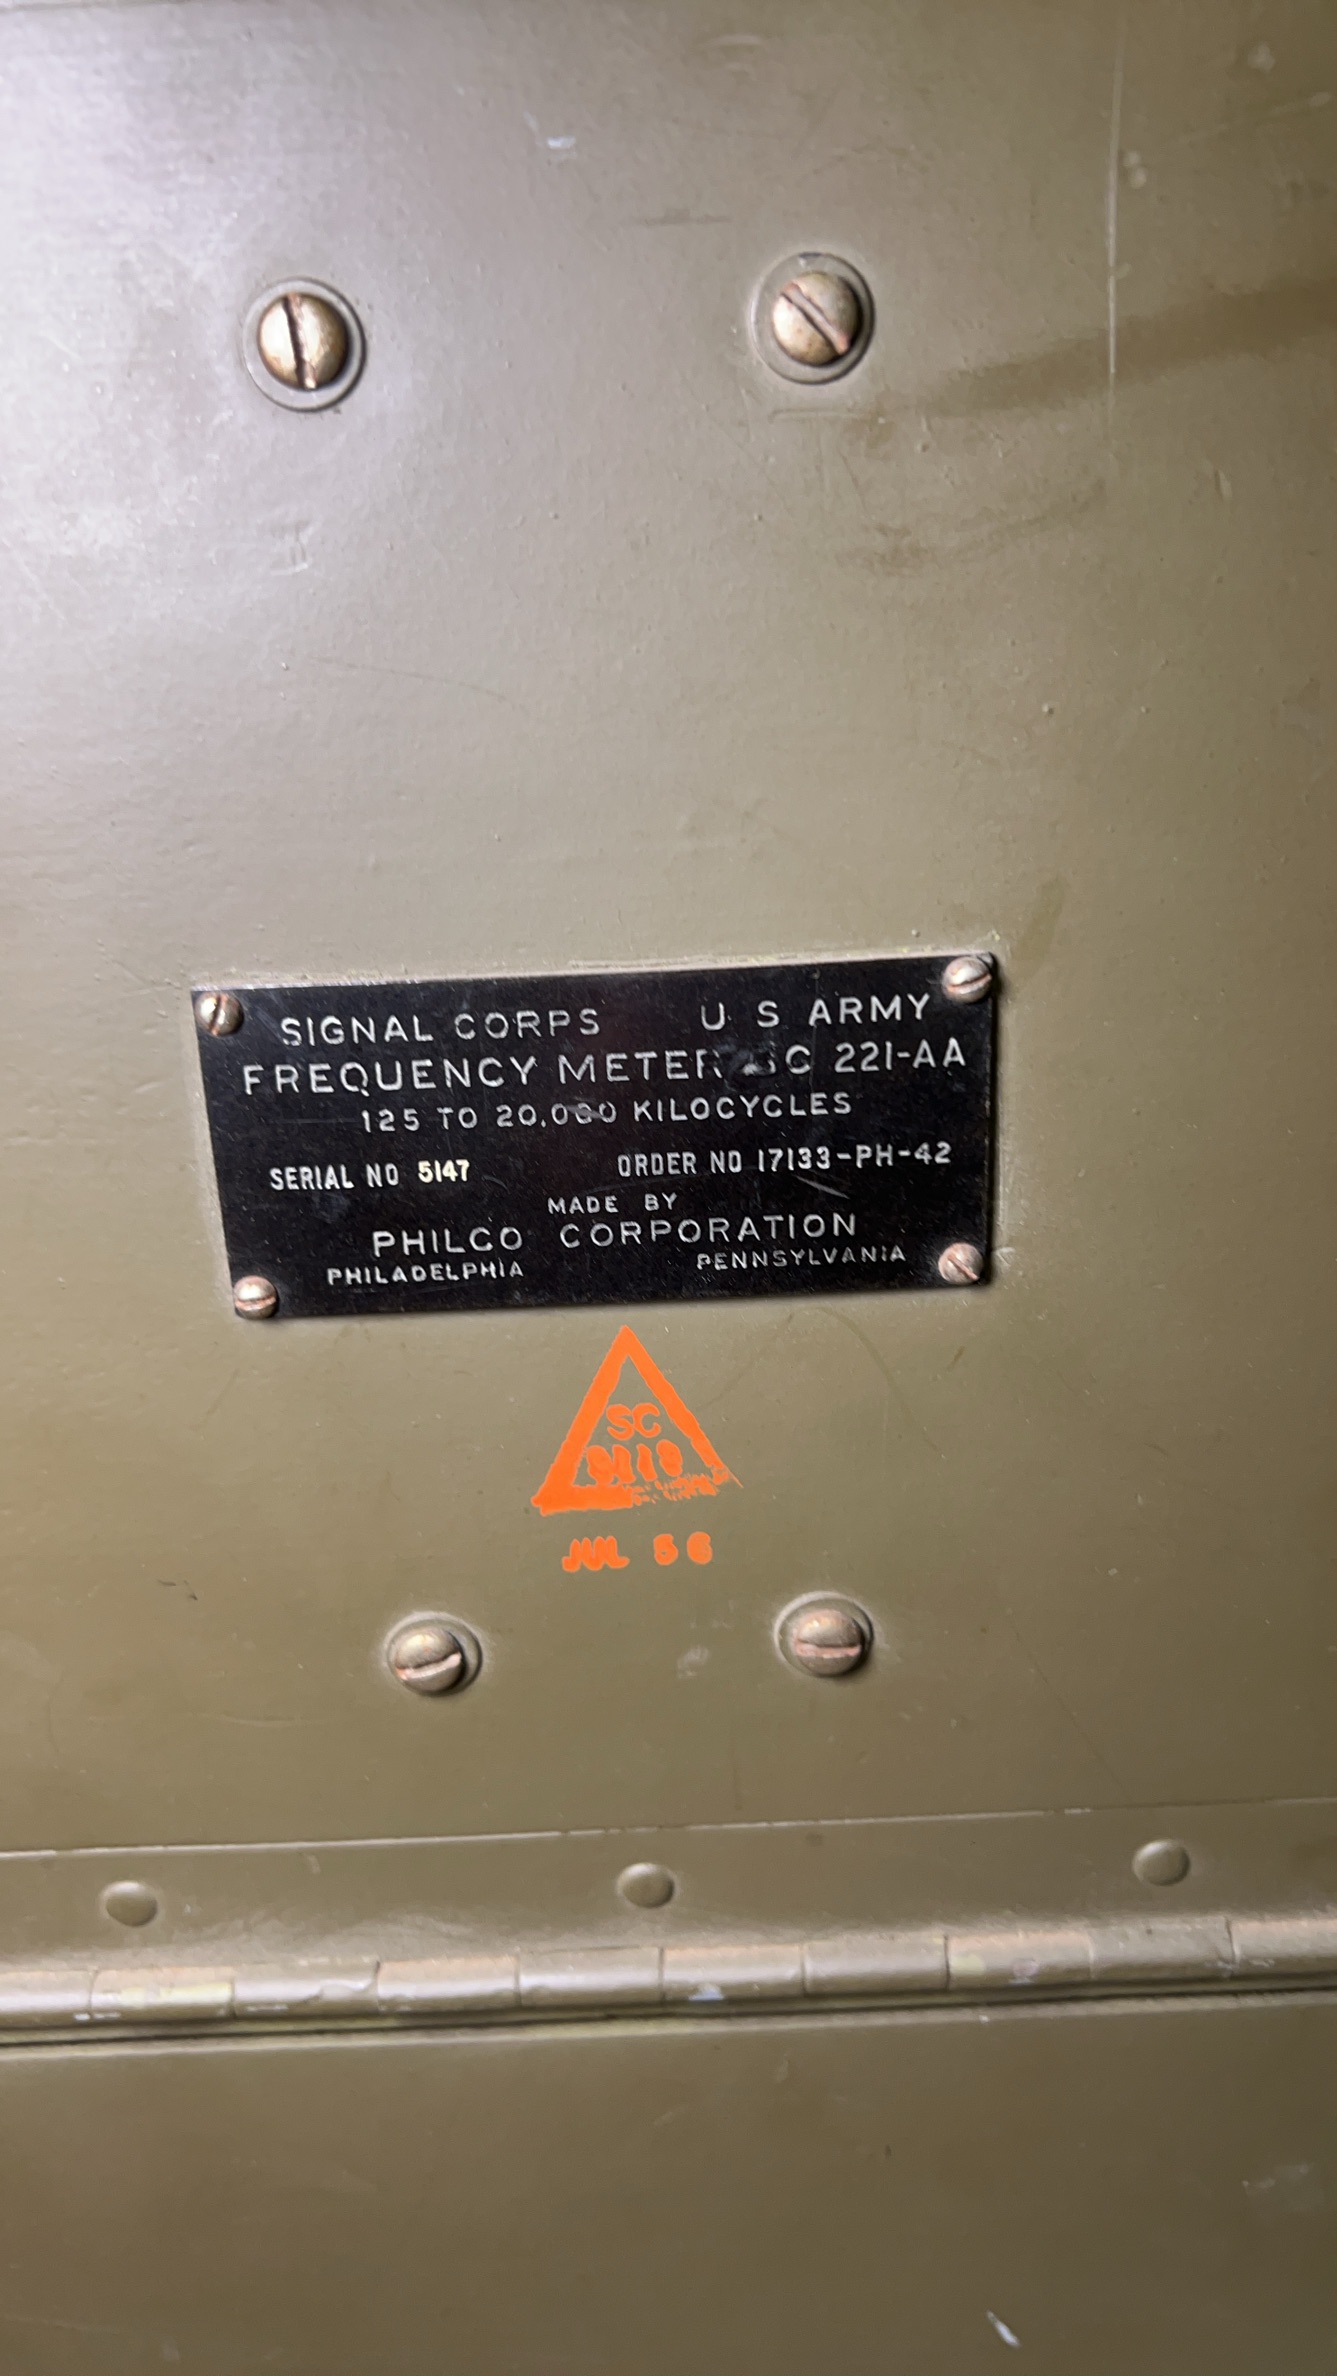 SIGNAL CORPS U S ARMY
FREQUENCY METER BC 221-AA
125 TO 20,000 KILOCYCLES
SERIAL NO 5147 ORDER NO 17133-PH-42
MADE BY
PHILCO CORPORATION
PHILADELPHIA PENNSYLVANIA
SC
JUL 56